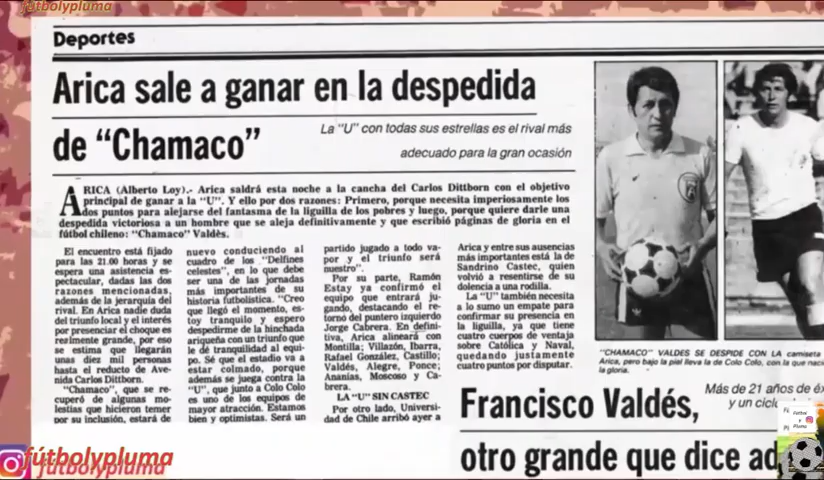 fútbolypluma
Deportes
Arica sale a ganar en la despedida
de "Chamaco"
La "U" con todas sus estrellas es el rival más
adecuado para la gran ocasión
ARICA (Alberto Loy).- Arica saldrá esta noche a la cancha del Carlos Dittborn con el objetivo
principal de ganar a la "U". Y ello por dos razones: Primero, porque necesita imperiosamente los
dos puntos para alejarse del fantasma de la liguilla de los pobres y luego, porque quiere darle una
despedida victoriosa a un hombre que se aleja definitivamente y que escribió páginas de gloria en el
fútbol chileno: "Chamaco" Valdés.
El encuentro está fijado
para las 21.00 horas y se
espera una asistencia es-
pectacular, dadas las dos
razones mencionadas,
además de la jerarquía del
rival. En Arica nadie duda
del triunfo local y el interés
por presenciar el choque es
realmente grande, por eso
se estima que llegarán
unas diez mil personas
hasta el reducto de Ave-
nida Carlos Dittborn.
"Chamaco", que se re-
cuperó de algunas mo-
lestias que hicieron temer
por su inclusión, estará de
nuevo conduciendo al
cuadro de los "Delfines
celestes", en lo que debe
ser una de las jornadas
más importantes de su
historia futbolística. "Creo
que llegó el momento, es-
toy tranquilo y espero
despedirme de la hinchada
ariqueña con un triunfo que
le dé tranquilidad al equi-
po. Sé que el estadio va a
estar colmado, porque
además se juega contra la
"U", que junto a Colo Colo
es uno de los equipos de
mayor atracción. Estamos
bien y optimistas. Será un
partido jugado a todo va-
por y el triunfo será
nuestro".
Por su parte, Ramón
Estay ya confirmó el
equipo que entrará ju-
gando, destacando el re-
torno del puntero izquierdo
Jorge Cabrera. En defini-
tiva, Arica alineará con
Montilla; Villazón, Ibarra,
Rafael González, Castillo;
Valdés, Alegre, Ponce;
Ananías, Moscoso y Ca-
brera.
LA "U" SIN CASTEC
Por otro lado, Universi-
dad de Chile arribó ayer a
Arica y entre sus ausencias
más importantes está la de
Sandrino Castec, quien
volvió a resentirse de su
dolencia a una rodilla.
La "U" también necesita
a lo sumo un empate para
confirmar su presencia en
la liguilla, ya que tiene
cuatro cuerpos de ventaja
sobre Católica y Naval,
quedando justamente
cuatro puntos por disputar.
"CHAMACO" VALDES SE DESPIDE CON LA camiseta
Arica, pero bajo la piel lleva la de Colo Colo, con la que nac
la gloria.
Francisco Valdés,
Más de 21 años de éx
y un ciclo
otro grande que dice ad
fútbolypluma